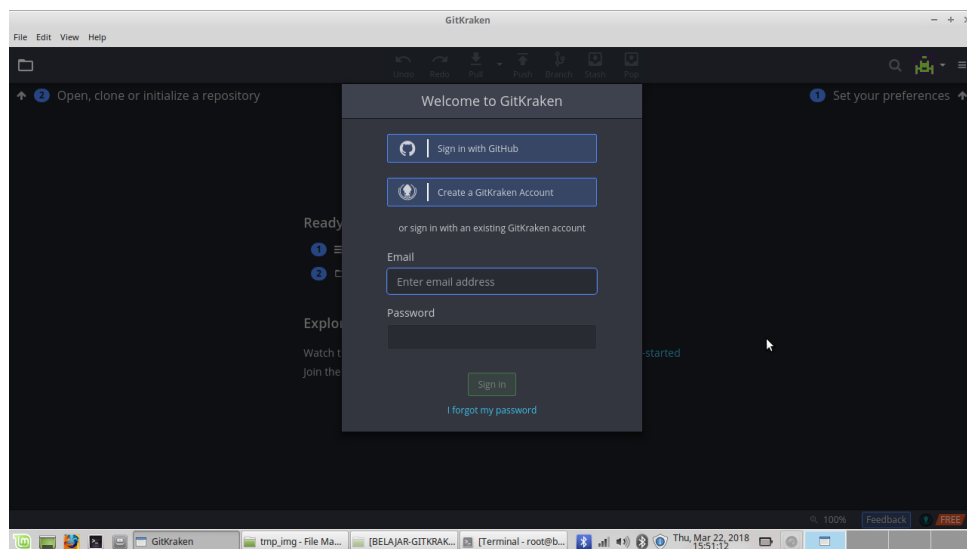 GitKraken
File Edit View Help
Undo Redo Pull Push Branch Stash Pop
2 Open, clone or initialize a repository
1 Set your preferences
Welcome to GitKraken
Sign in with GitHub
Create a GitKraken Account
or sign in with an existing GitKraken account
Ready
1
2
Email
Enter email address
Password
Explo
Watch t
-started
Join the
Sign in
I forgot my password
100% Feedback FREE
GitKraken
tmp_img - File Ma...
[BELAJAR-GITKRAK...
[Terminal - root@b...
Thu, Mar 22, 2018
15:51:12